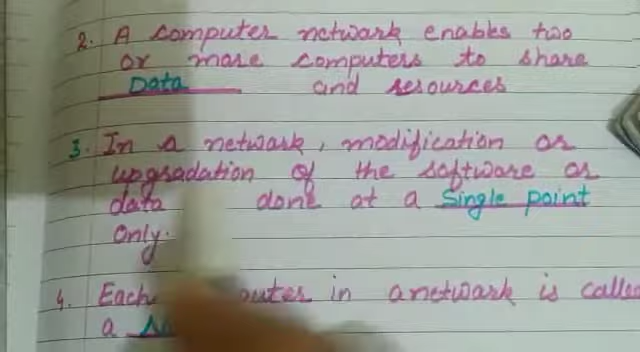 2. A computer network enables two
or more computers to share
Data and resources
3. In a network, modification or
upgradation of the software or
data done at a Single point
only.
4. Each in a network is called
a